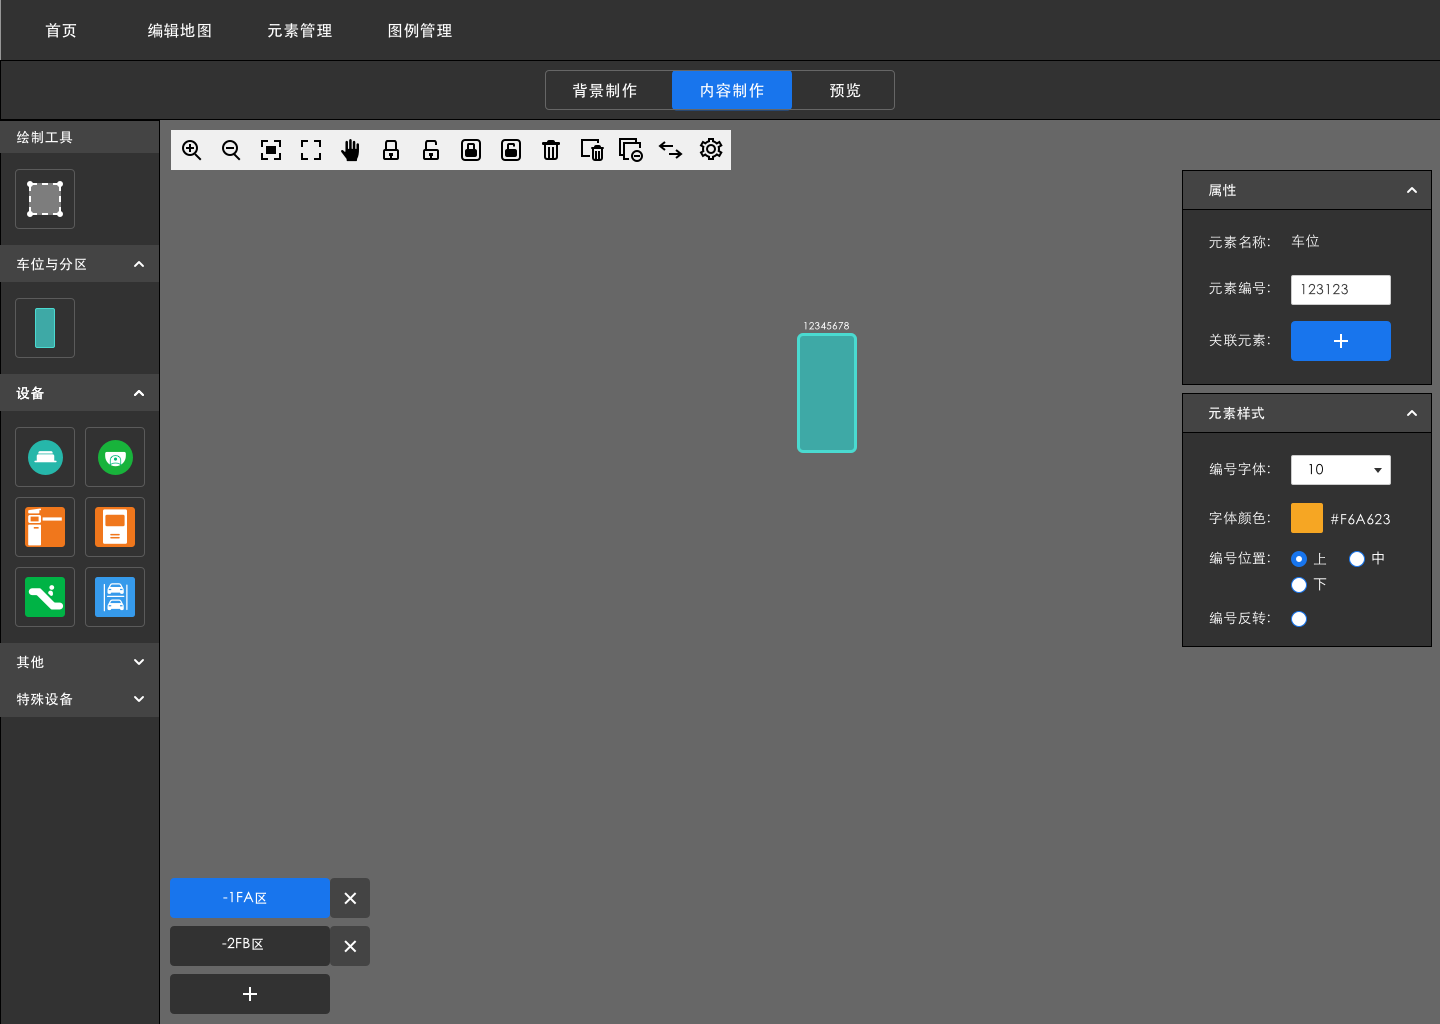 首页 编辑地图 元素管理 图例管理
背景制作 内容制作 预览
绘制工具
车位与分区
设备
其他
特殊设备
12345678
属性
元素名称： 车位
元素编号： 123123
关联元素：
元素样式
编号字体： 10
字体颜色： #F6A623
编号位置： 上 中
下
编号反转：
-1FA区
-2FB区